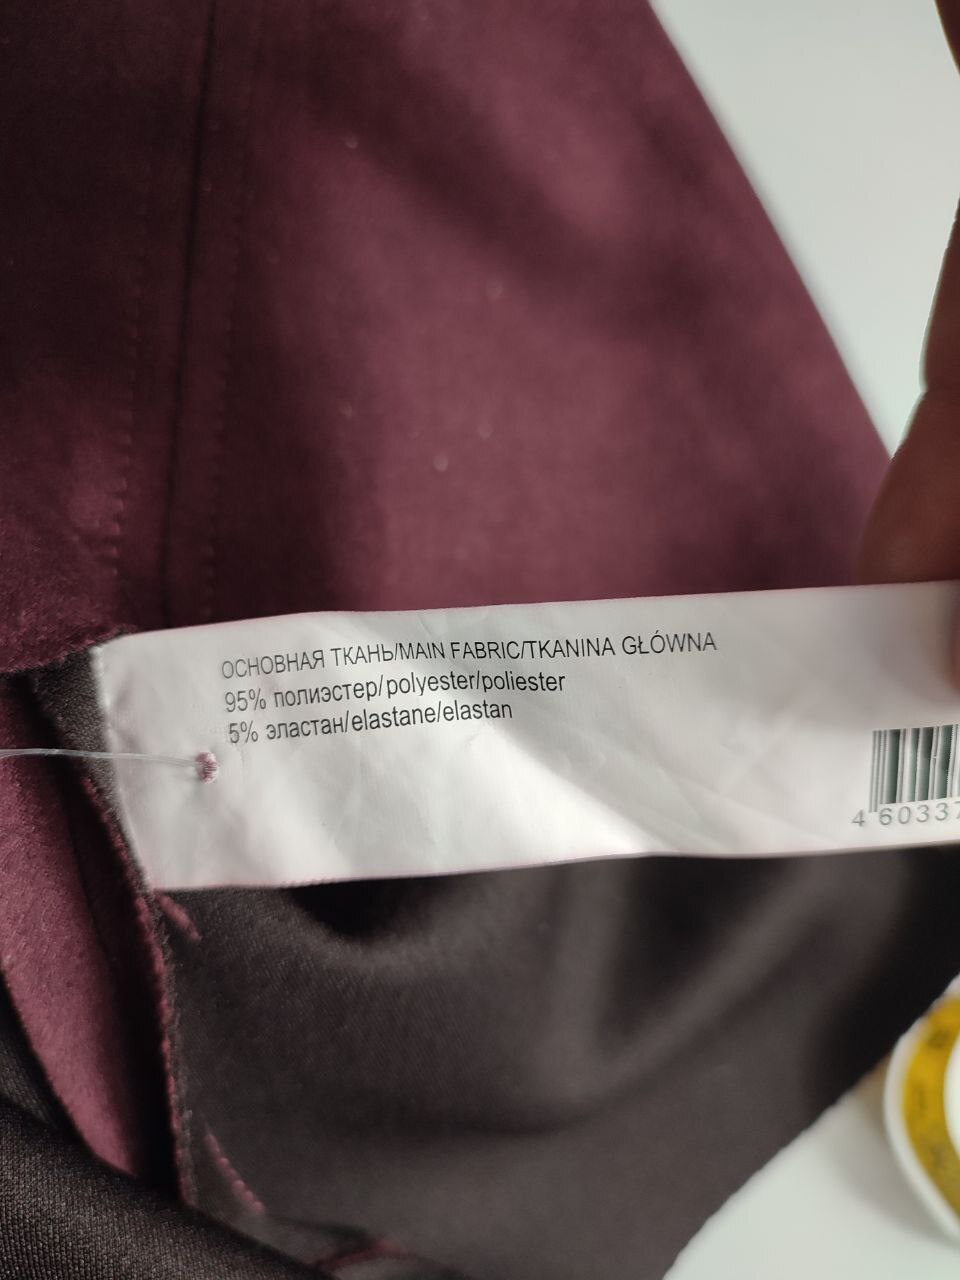 ОСНОВНАЯ ТКАНЬ/MAIN FABRIC/TKANINA GŁÓWNA
95% полиэстер/polyester/poliester
5% эластан/elastane/elastan
4 60337